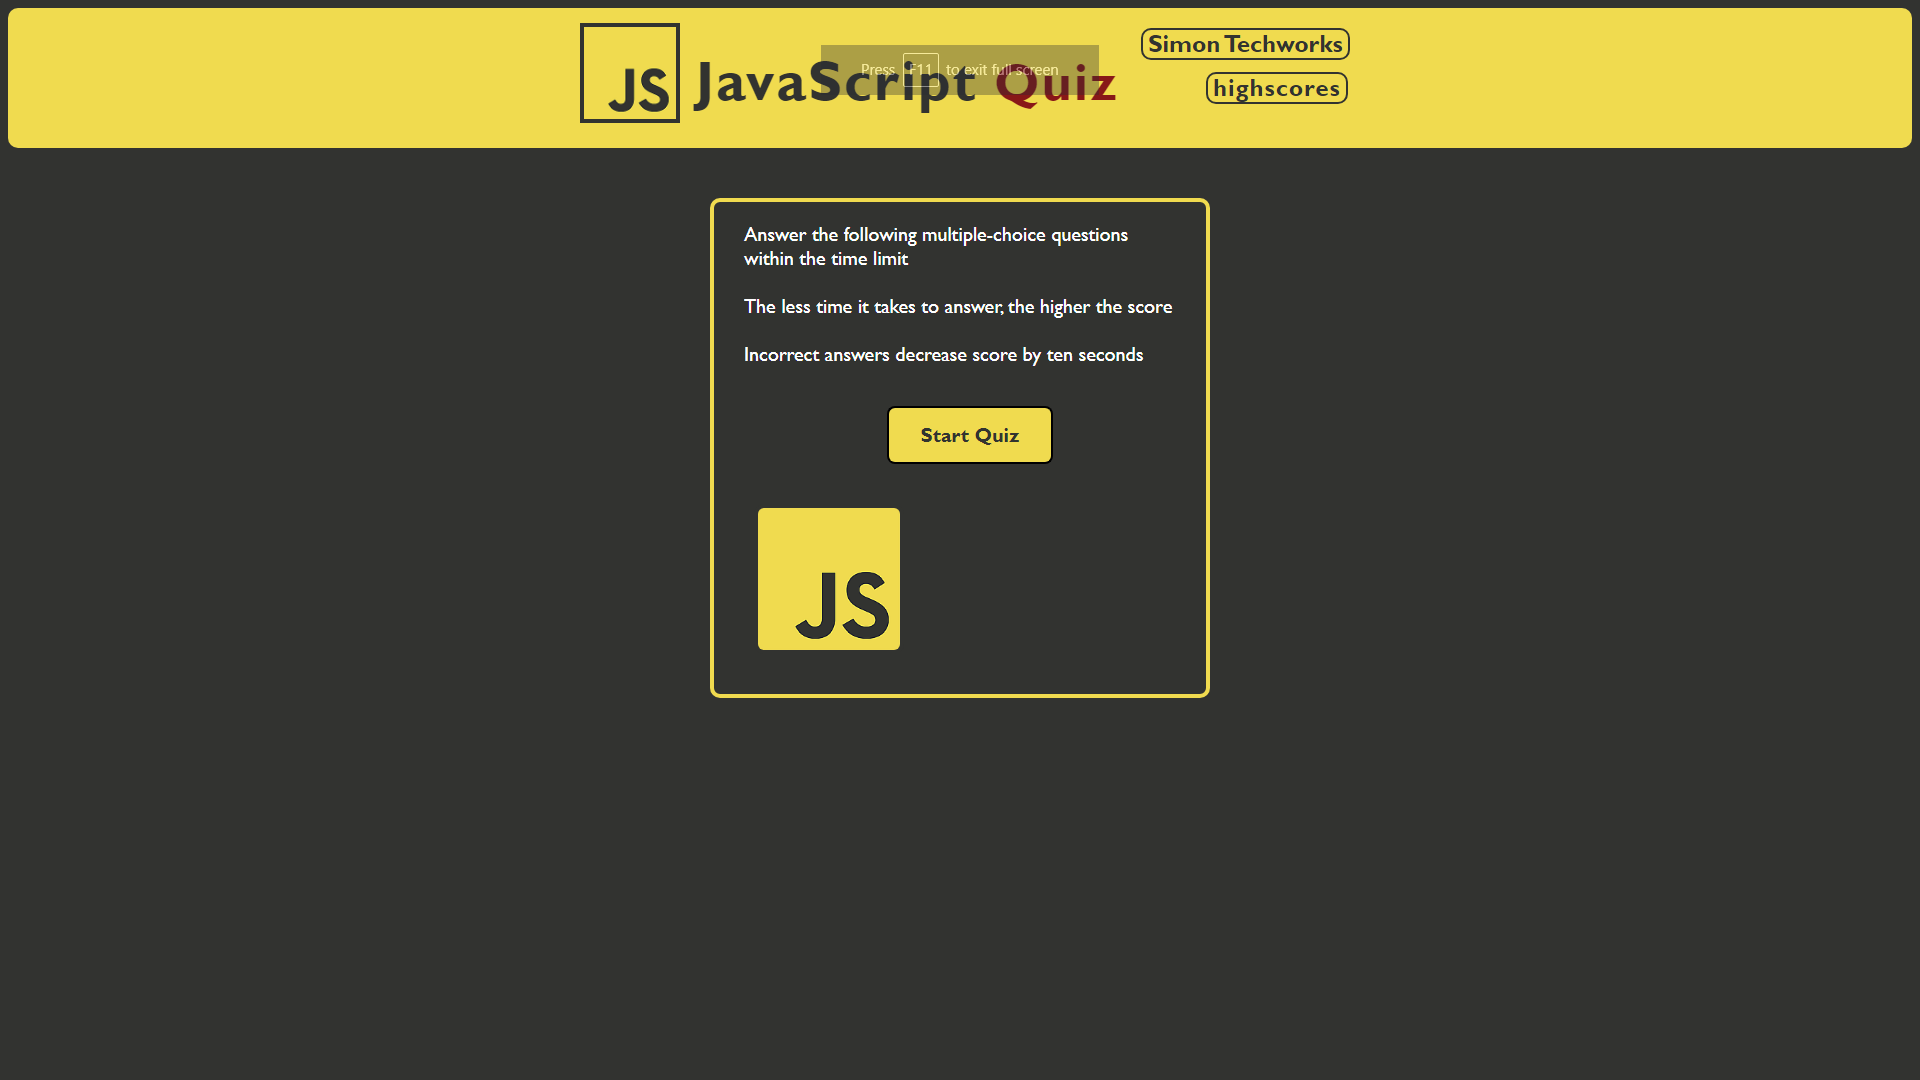 JS
JavaScript Quiz
Press F11 to exit full screen
Simon Techworks
highscores
Answer the following multiple-choice questions
within the time limit
The less time it takes to answer, the higher the score
Incorrect answers decrease score by ten seconds
Start Quiz
JS